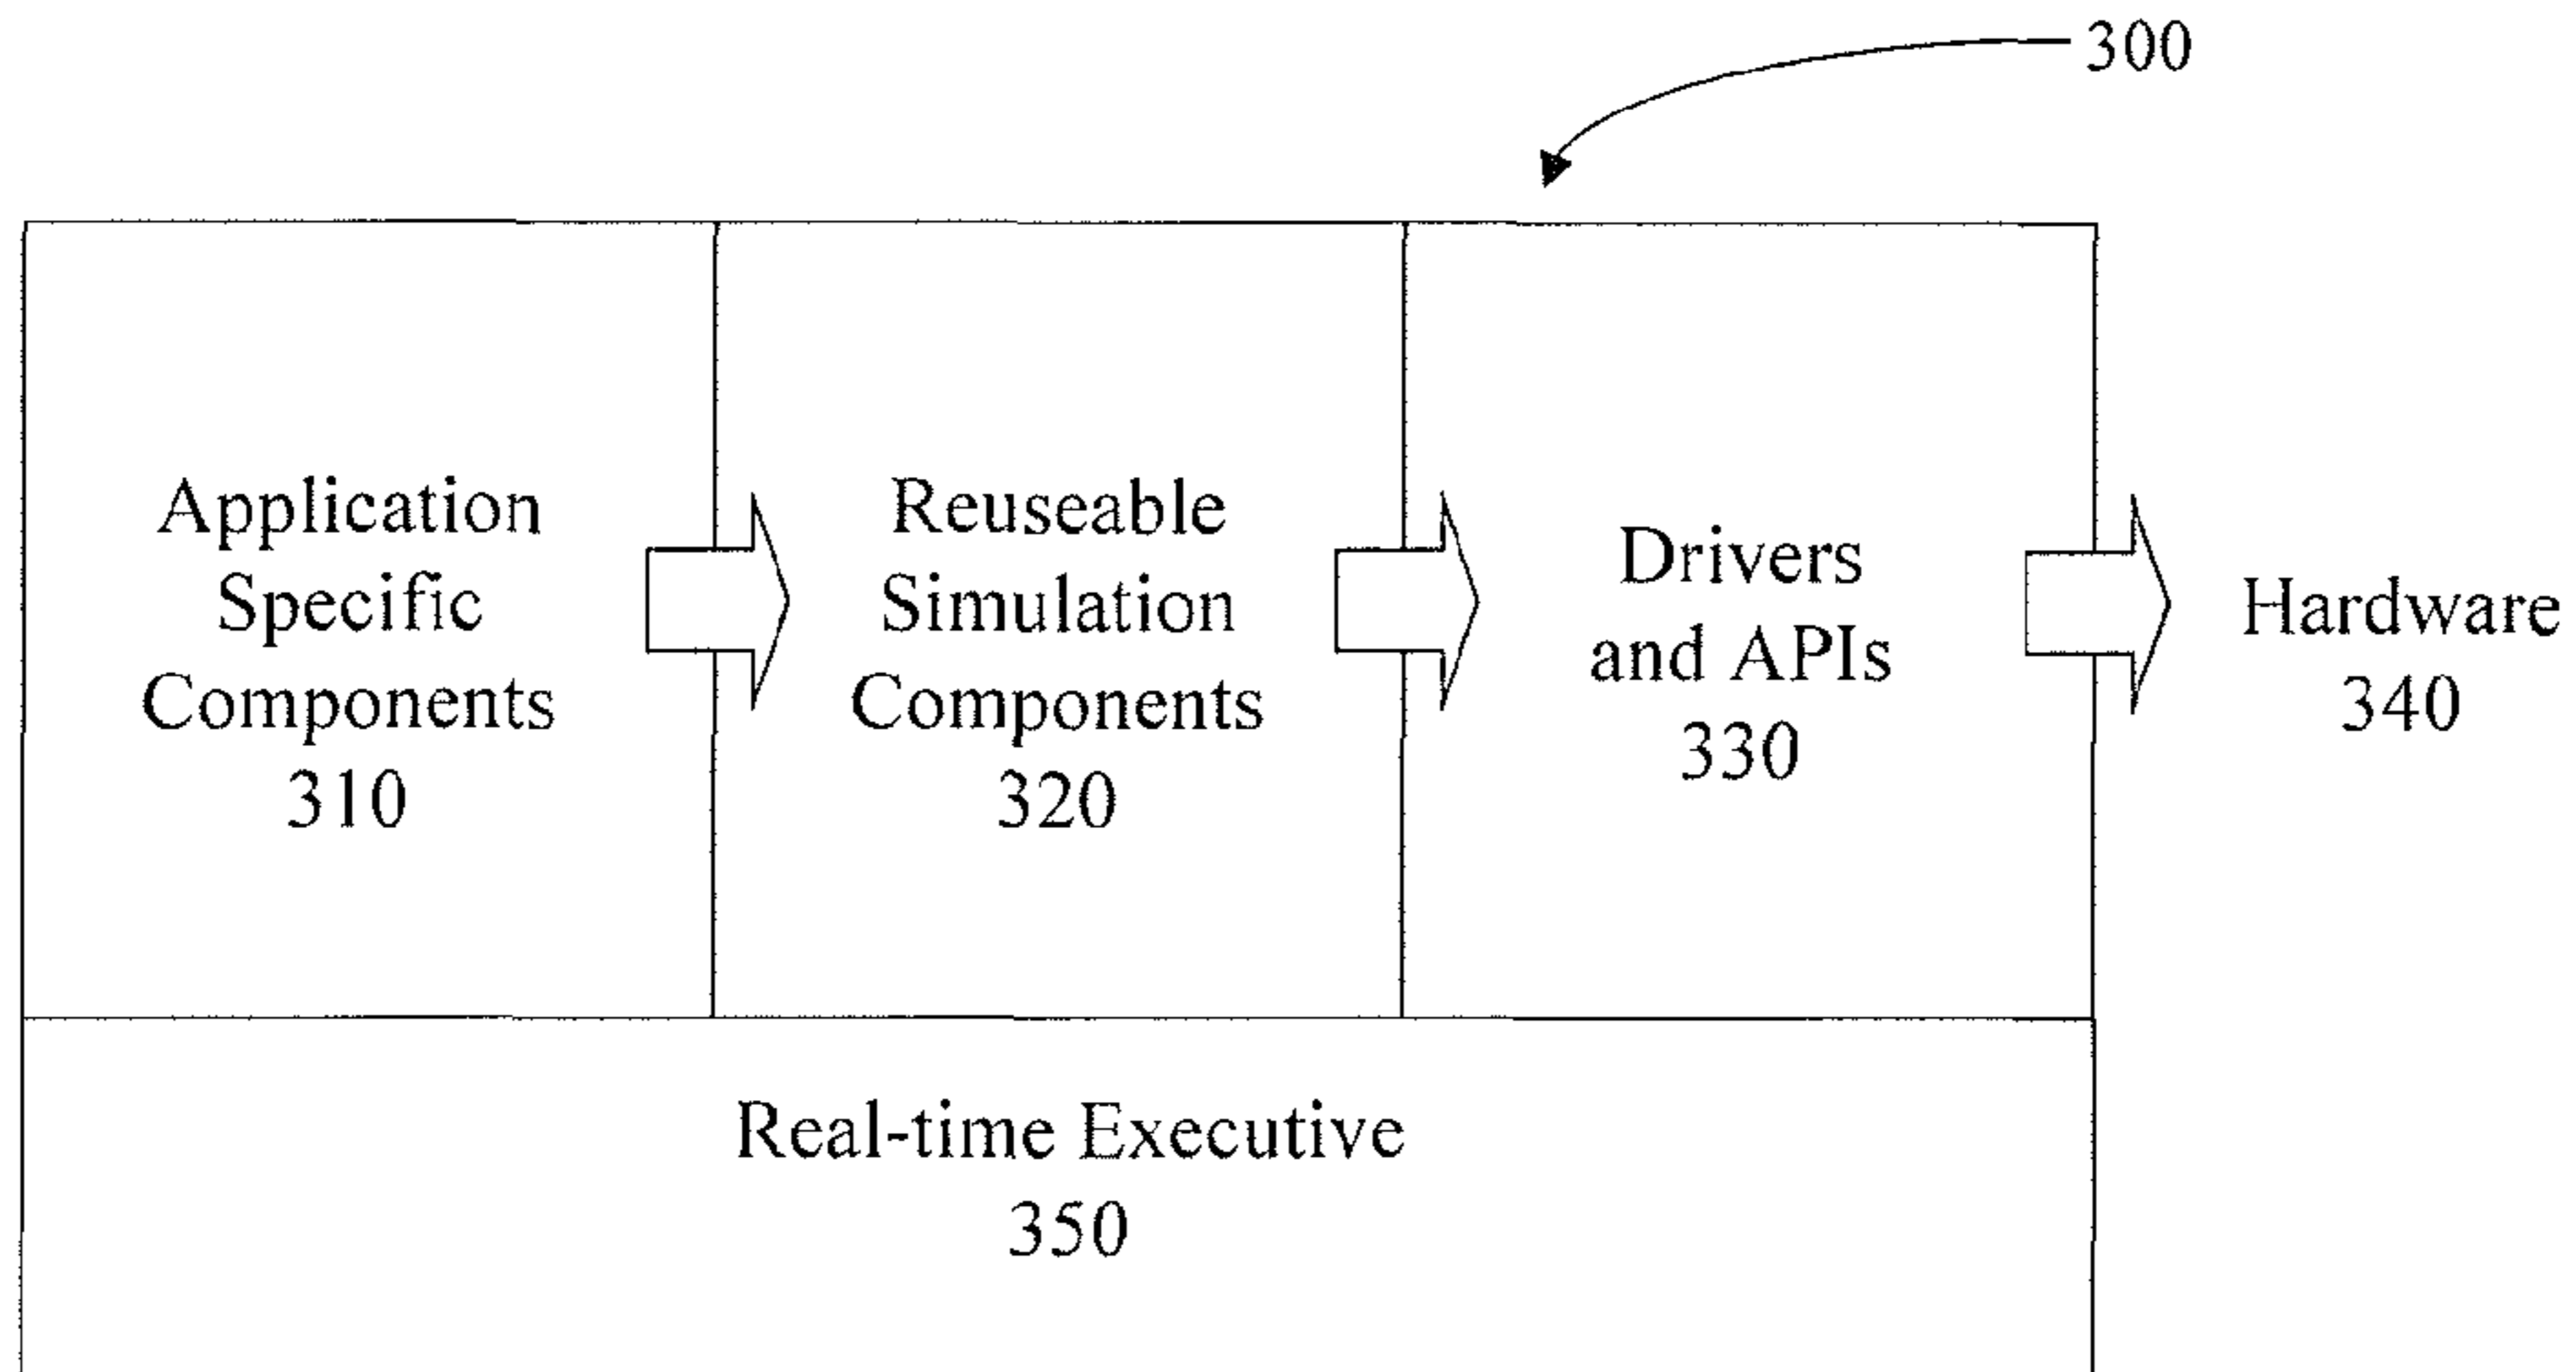 300
Application
Specific
Components
310
Reuseable
Simulation
Components
320
Drivers
and APIs
330
Hardware
340
Real-time Executive
350